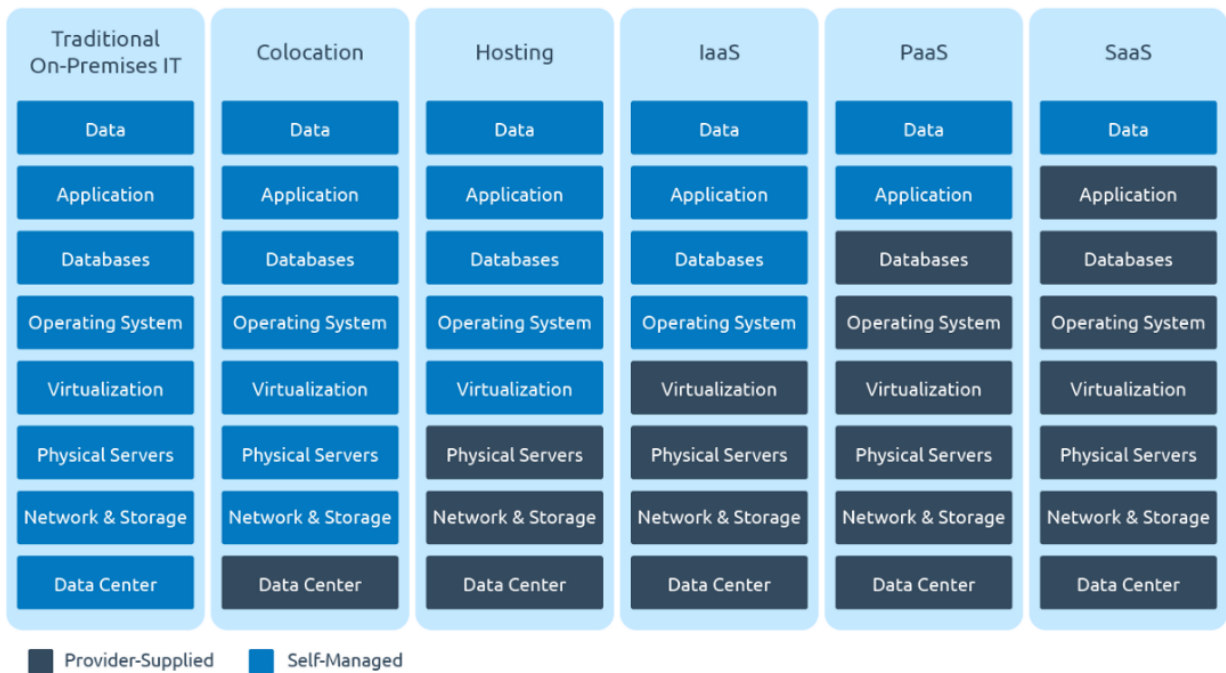 Traditional
On-Premises IT
Colocation
Hosting
IaaS
PaaS
SaaS
Data
Data
Data
Data
Data
Data
Application
Application
Application
Application
Application
Application
Databases
Databases
Databases
Databases
Databases
Databases
Operating System
Operating System
Operating System
Operating System
Operating System
Operating System
Virtualization
Virtualization
Virtualization
Virtualization
Virtualization
Virtualization
Physical Servers
Physical Servers
Physical Servers
Physical Servers
Physical Servers
Physical Servers
Network & Storage
Network & Storage
Network & Storage
Network & Storage
Network & Storage
Network & Storage
Data Center
Data Center
Data Center
Data Center
Data Center
Data Center
Provider-Supplied
Self-Managed